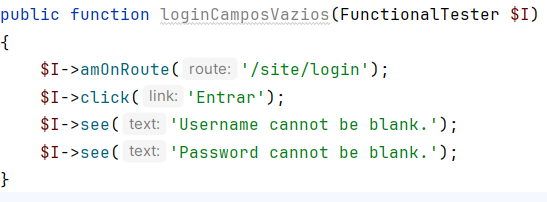 public function loginCamposVazios(FunctionalTester $I)
{
    $I->amOnRoute( route: '/site/login');
    $I->click( link: 'Entrar');
    $I->see( text: 'Username cannot be blank.');
    $I->see( text: 'Password cannot be blank.');
}